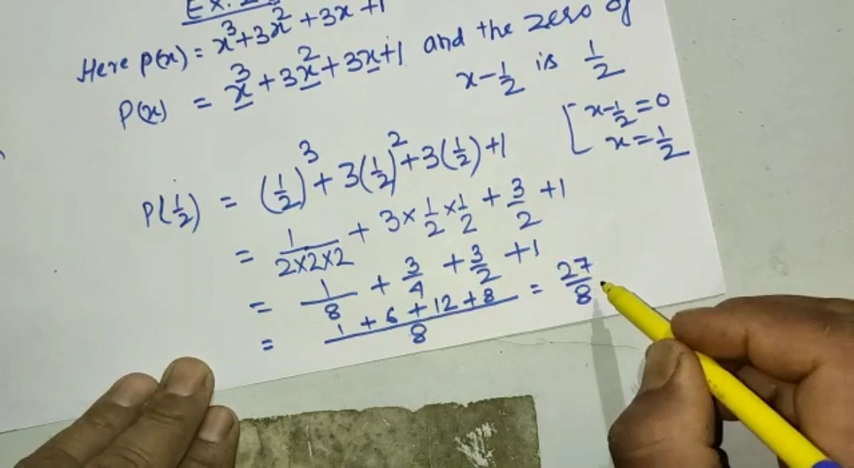 Ex.
Here p(x) = x³+3x²+3x+1
P(x) = x³+3x²+3x+1 and the zero of
x-1/2 is 1/2
[x-1/2=0
x=1/2
P(1/2) = (1/2)³+3(1/2)²+3(1/2)+1
= 1/2×2×2 + 3×1/2×1/2 + 3/2 +1
= 1/8 + 3/4 + 3/2 +1
= 1+6+12+8/8 = 27/8